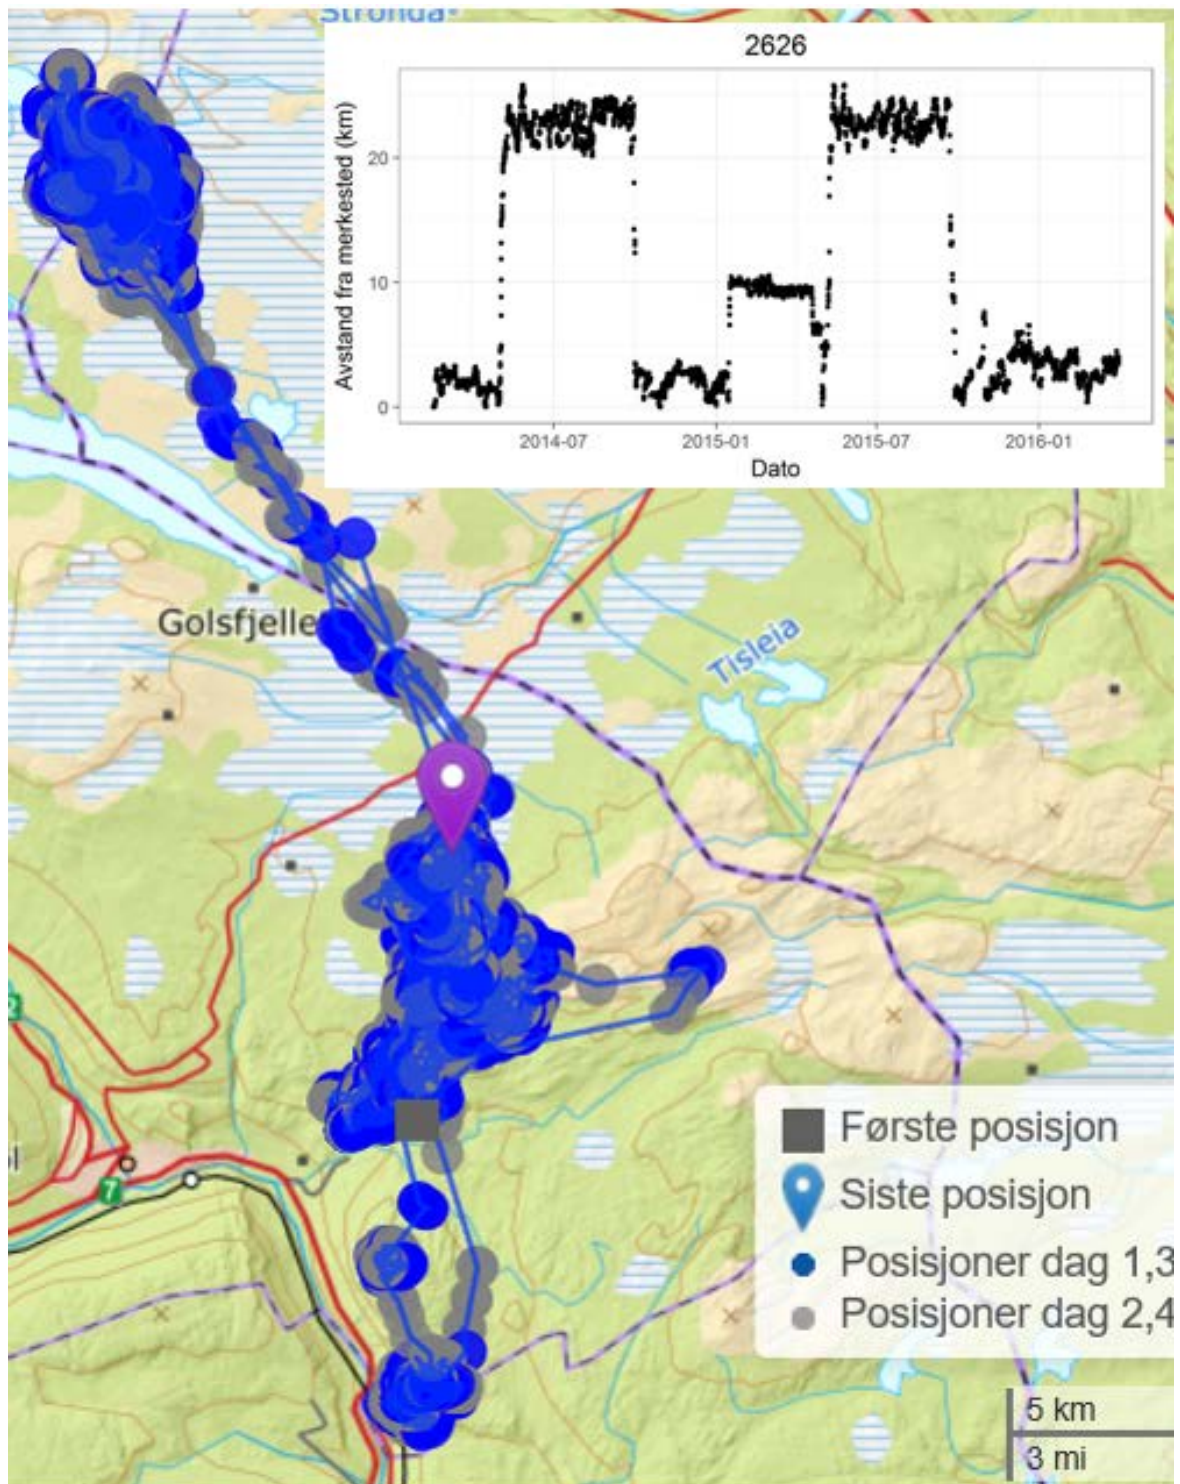 Stronda
2626
Avstand fra merkested (km)
20
10
0
2014-07
2015-01
2015-07
2016-01
Dato
Golsfjelle
Tisleia
7
Første posisjon
Siste posisjon
Posisjoner dag 1,3
Posisjoner dag 2,4
5 km
3 mi